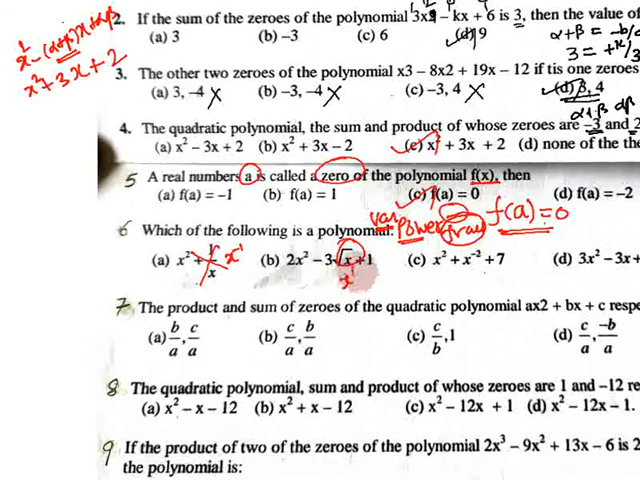 2. If the sum of the zeroes of the polynomial 3x2 – kx + 6 is 3, then the value of
(a) 3 (b) –3 (c) 6 (d) 9
α+β = -b/a
3 = +k/3
x² - (α+β)x + αβ
x² + 3x + 2
3. The other two zeroes of the polynomial x3 – 8x2 + 19x – 12 if tis one zeroes
(a) 3, –4 (b) –3, –4 (c) –3, 4 (d) 3, 4
α+β αβ
4. The quadratic polynomial, the sum and product of whose zeroes are –3 and 2
(a) x² – 3x + 2 (b) x² + 3x – 2 (c) x² + 3x + 2 (d) none of the the
5 A real numbers a is called a zero of the polynomial f(x), then
(a) f(a) = –1 (b) f(a) = 1 (c) f(a) = 0 (d) f(a) = –2
6 Which of the following is a polynomial: var power f(a) = 0
(a) x² + 1/x x⁻¹ (b) 2x² – 3√x + 1 (c) x² + x⁻² + 7 (d) 3x² – 3x +
7 The product and sum of zeroes of the quadratic polynomial ax2 + bx + c respe
(a) b/a, c/a (b) c/a, b/a (c) c/b, 1 (d) c/a, –b/a
8 The quadratic polynomial, sum and product of whose zeroes are 1 and –12 re
(a) x² – x – 12 (b) x² + x – 12 (c) x² – 12x + 1 (d) x² – 12x – 1.
9 If the product of two of the zeroes of the polynomial 2x³ – 9x² + 13x – 6 is 2
the polynomial is: